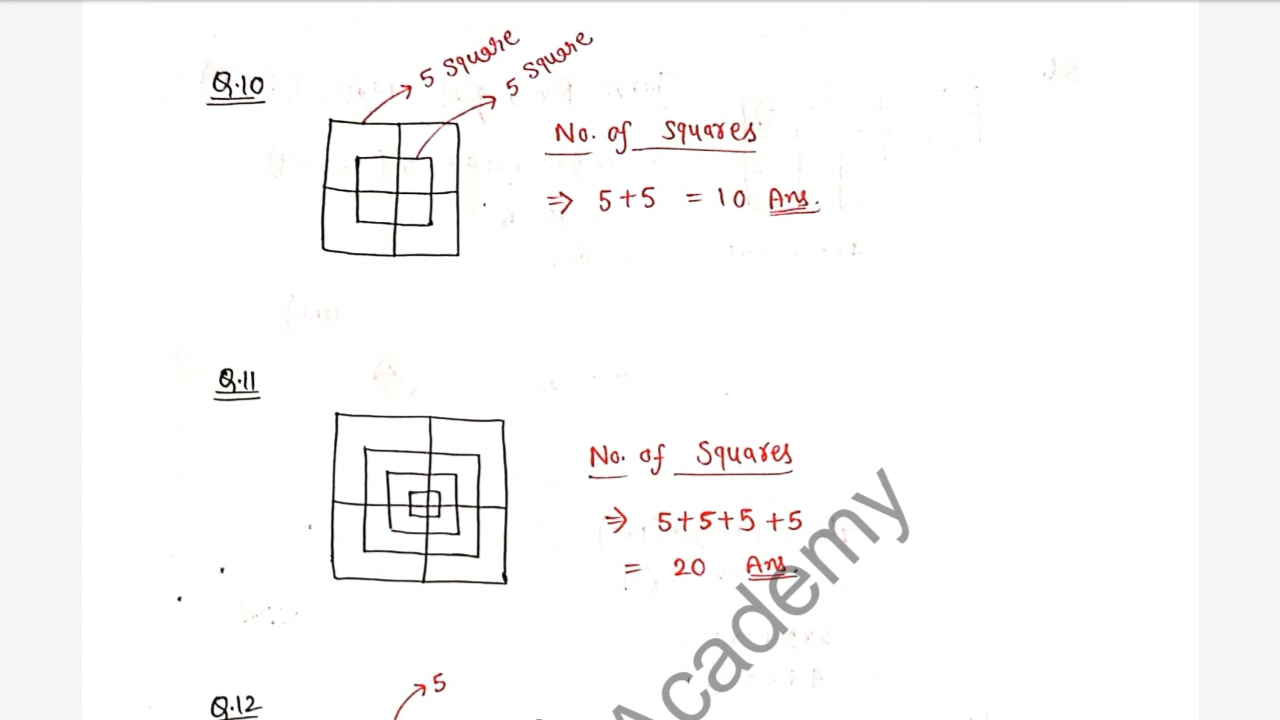 5 Square
5 Square
Q.10
No. of Squares
⇒ 5+5 = 10 Ans.
Q.11
No. of Squares
⇒ 5+5+5+5
= 20 Ans.
Academy
5
Q.12